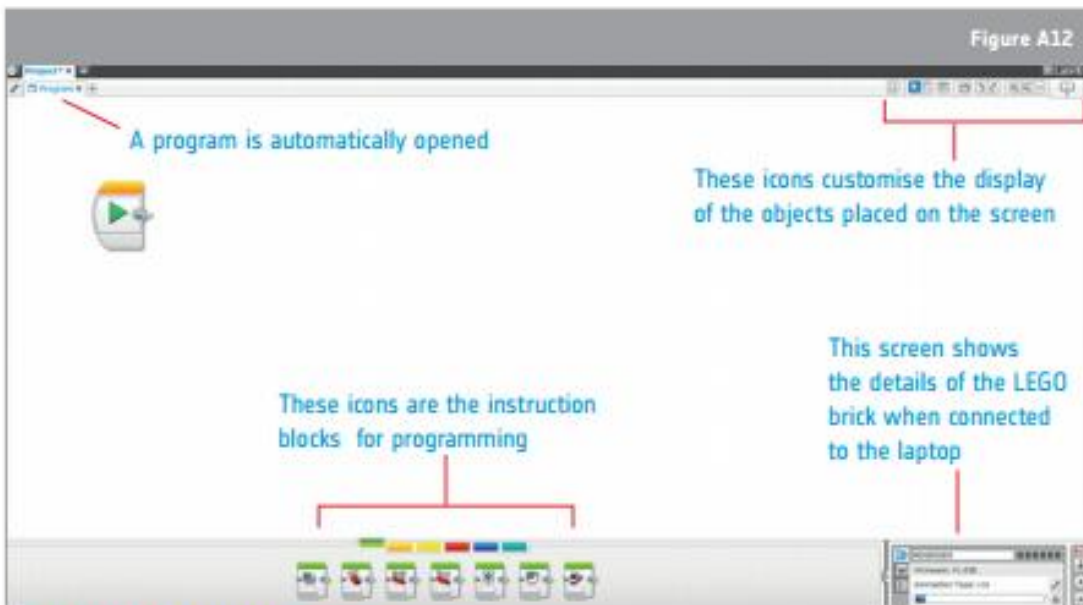 Figure A12
Project
Program
A program is automatically opened
These icons customise the display
of the objects placed on the screen
This screen shows
the details of the LEGO
brick when connected
to the laptop
These icons are the instruction
blocks for programming